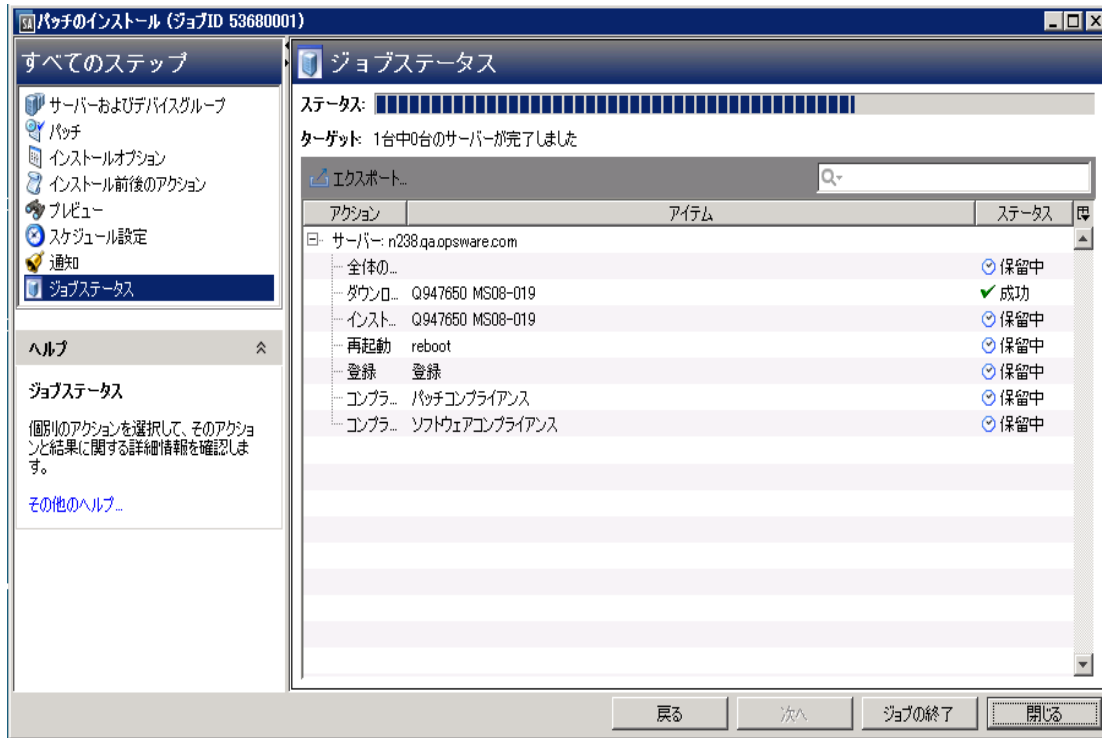 SA パッチのインストール (ジョブID 53680001)
すべてのステップ
サーバーおよびデバイスグループ
パッチ
インストールオプション
インストール前後のアクション
プレビュー
スケジュール設定
通知
ジョブステータス
ヘルプ
ジョブステータス
個別のアクションを選択して、そのアクショ
ンと結果に関する詳細情報を確認しま
す。
その他のヘルプ...
ジョブステータス
ステータス:
ターゲット: 1台中0台のサーバーが完了しました
エクスポート...
アクション アイテム ステータス
サーバー: n238.qa.opsware.com
全体の... 保留中
ダウンロ... Q947650 MS08-019 成功
インスト... Q947650 MS08-019 保留中
再起動 reboot 保留中
登録 登録 保留中
コンプラ... パッチコンプライアンス 保留中
コンプラ... ソフトウェアコンプライアンス 保留中
戻る 次へ ジョブの終了 閉じる